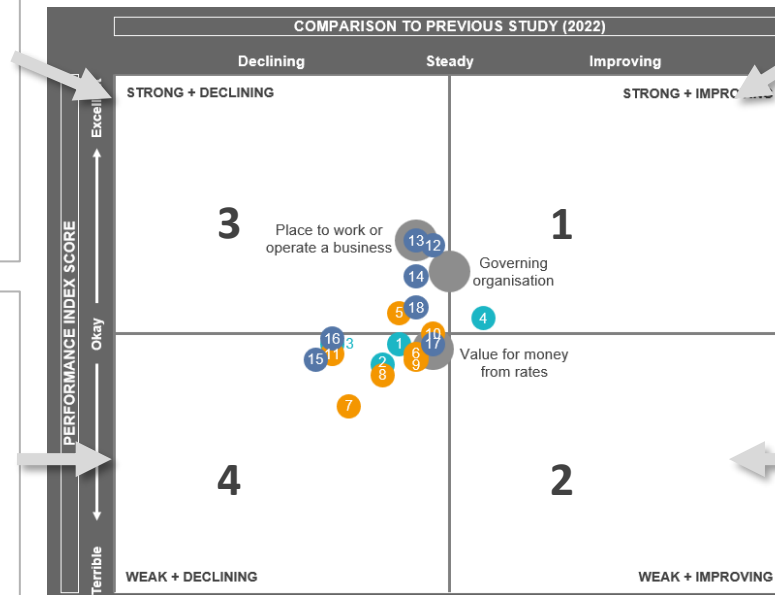 COMPARISON TO PREVIOUS STUDY (2022)
Declining Steady Improving
STRONG + DECLINING
STRONG +
PERFORMANCE INDEX SCORE
Okay
Terrible
3
1
Place to work or
operate a business
13
12
Governing
organisation
14
5
18
4
10
16
3
1
17
11
6
Value for money
from rates
15
2
9
8
7
4
2
WEAK + DECLINING
WEAK + IMPROVING